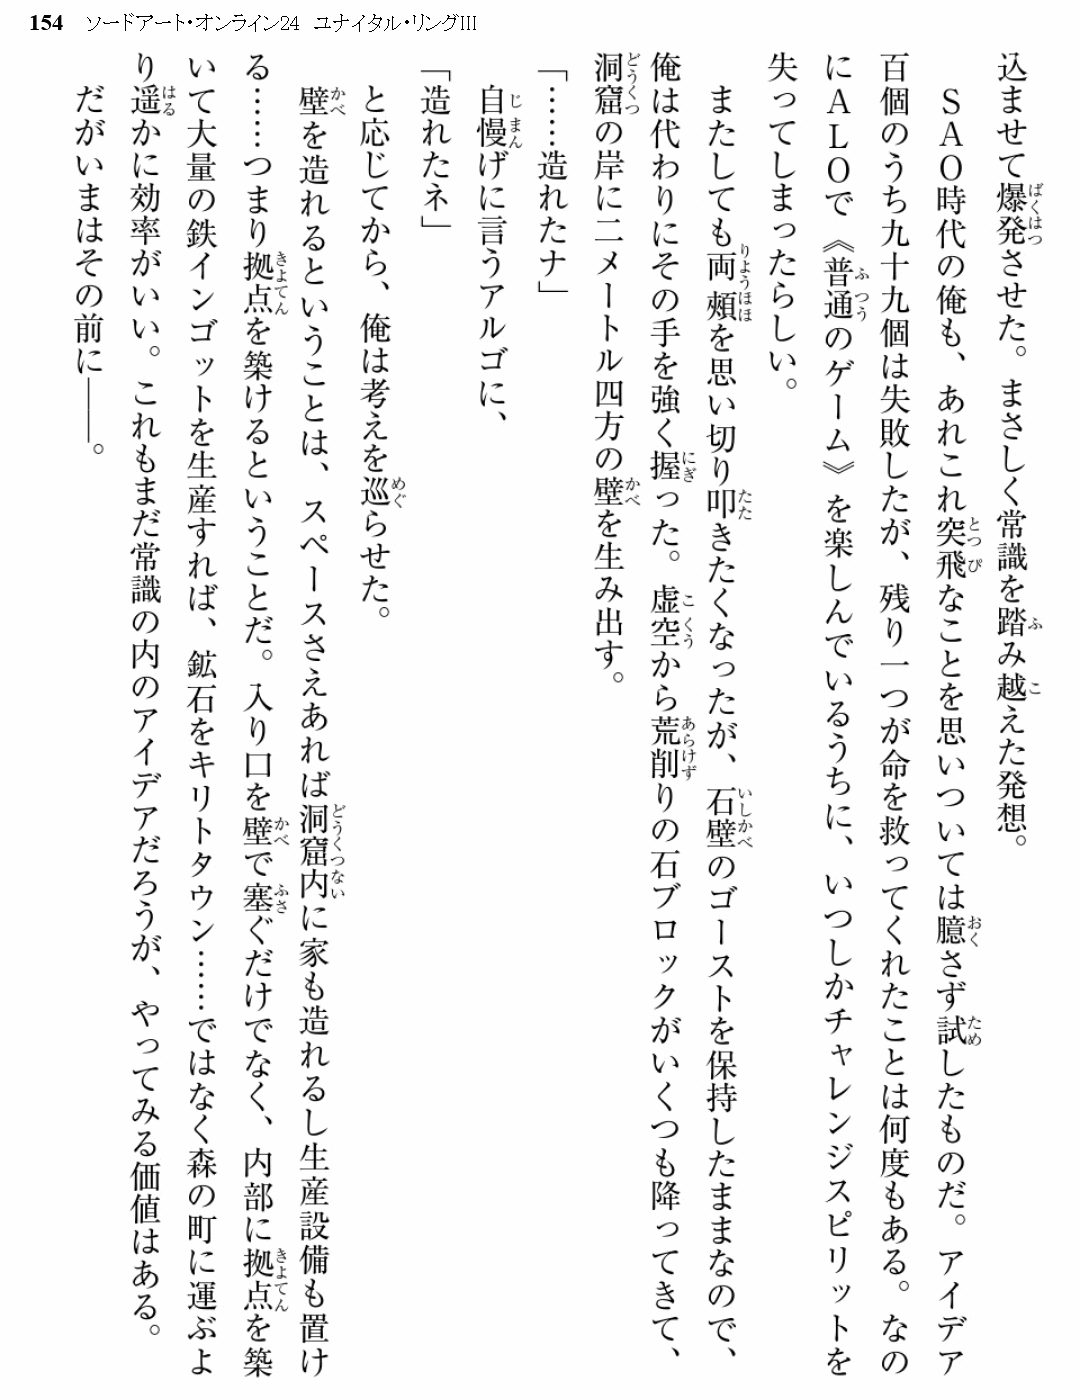 154 ソードアート・オンライン24 ユナイタル・リングIII
込ませて爆発させた。まさしく常識を踏み越えた発想。
ＳＡＯ時代の俺も、あれこれ突飛なことを思いついては臆さず試したものだ。アイデア
百個のうち九十九個は失敗したが、残り一つが命を救ってくれたことは何度もある。なの
にＡＬＯで《普通のゲーム》を楽しんでいるうちに、いつしかチャレンジスピリットを
失ってしまったらしい。
またしても両頰を思い切り叩きたくなったが、石壁のゴーストを保持したままなので、
俺は代わりにその手を強く握った。虚空から荒削りの石ブロックがいくつも降ってきて、
洞窟の岸に二メートル四方の壁を生み出す。
「……造れたナ」
自慢げに言うアルゴに、
「造れたネ」
と応じてから、俺は考えを巡らせた。
壁を造れるということは、スペースさえあれば洞窟内に家も造れるし生産設備も置け
る……つまり拠点を築けるということだ。入り口を壁で塞ぐだけでなく、内部に拠点を築
いて大量の鉄インゴットを生産すれば、鉱石をキリトタウン……ではなく森の町に運ぶよ
り遥かに効率がいい。これもまだ常識の内のアイデアだろうが、やってみる価値はある。
だがいまはその前に――。